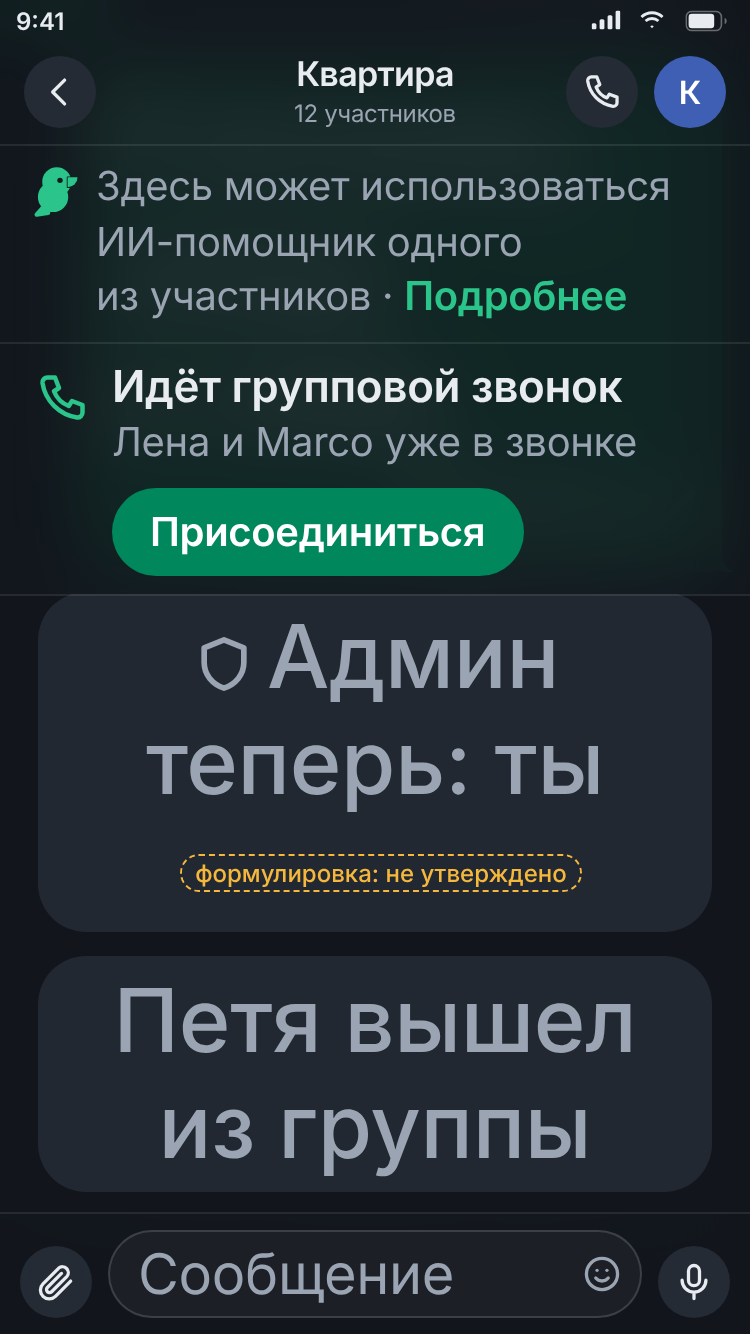 9:41
Квартира
12 участников
К
Здесь может использоваться
ИИ-помощник одного
из участников · Подробнее
Идёт групповой звонок
Лена и Marco уже в звонке
Присоединиться
Админ
теперь: ты
формулировка: не утверждено
Петя вышел
из группы
Сообщение